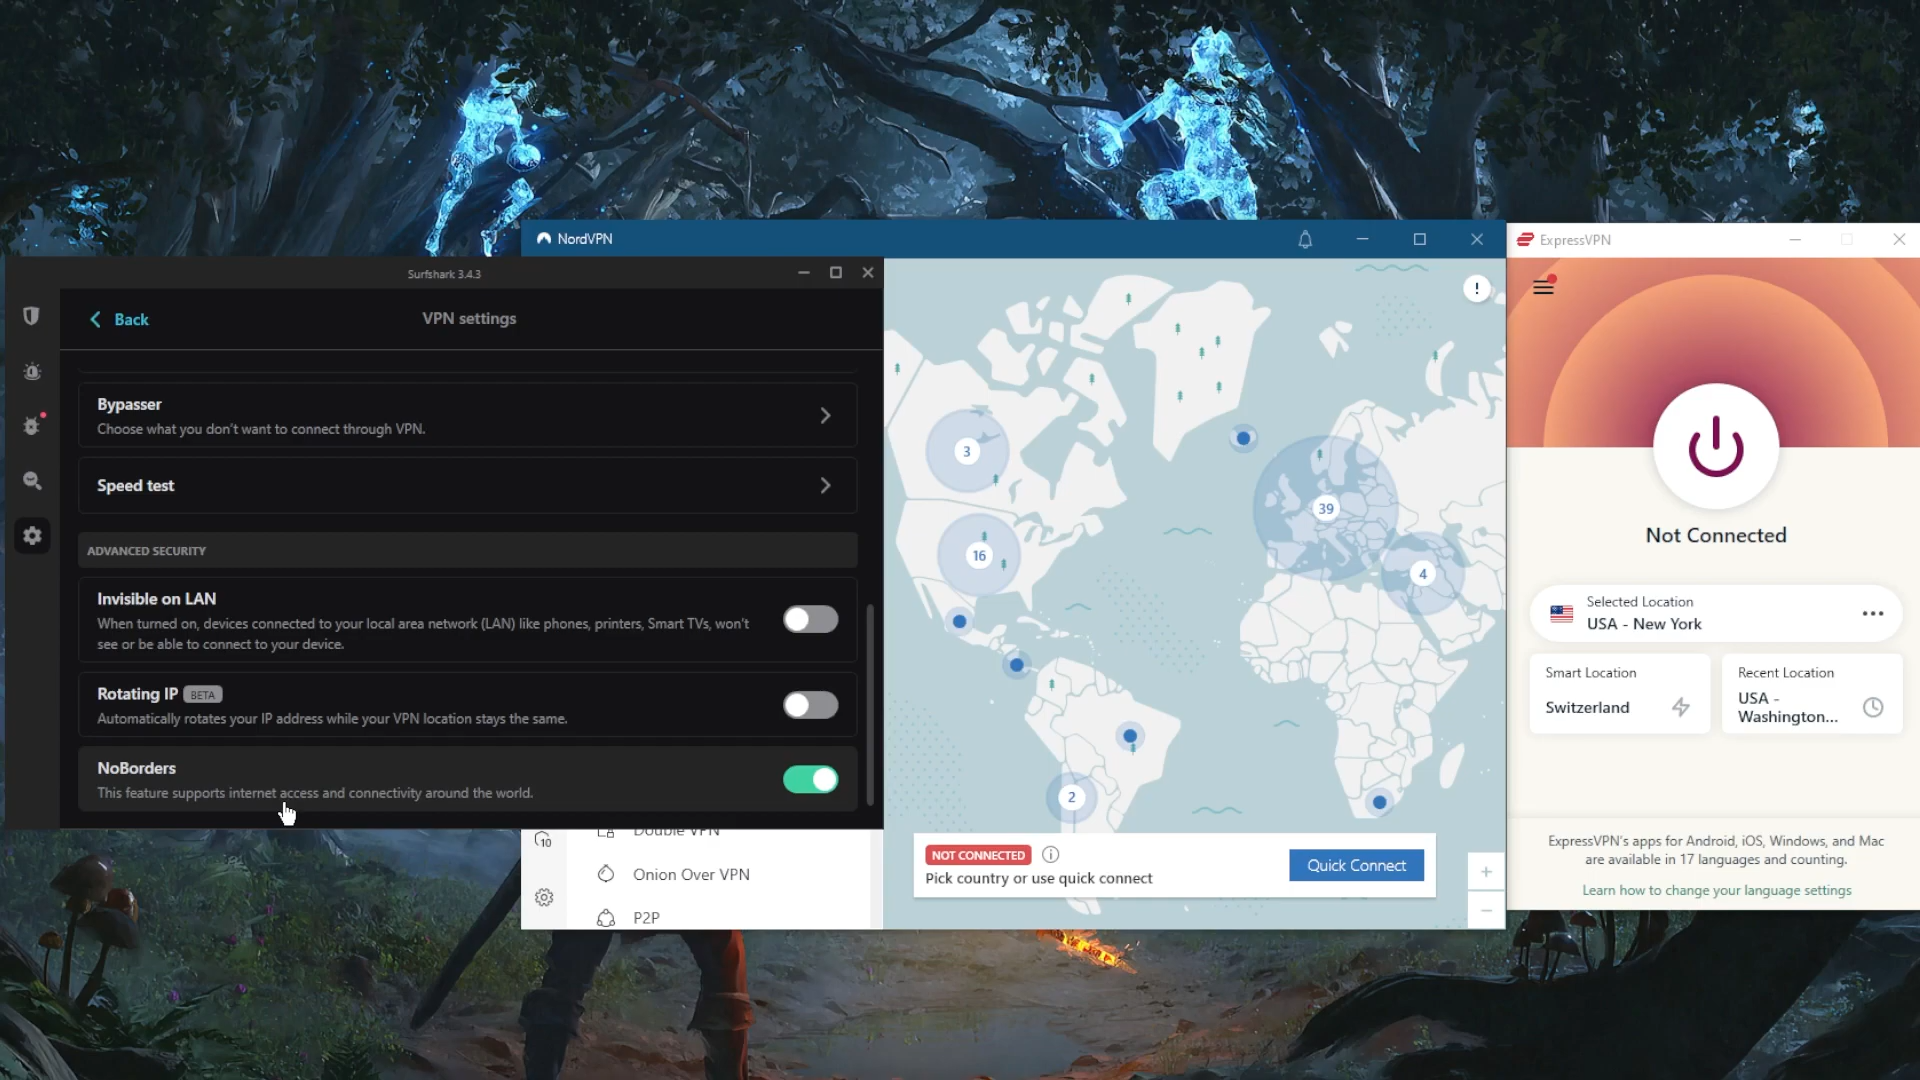 Surfshark 3.4.3
Back
VPN settings
Bypasser
Choose what you don't want to connect through VPN.
Speed test
ADVANCED SECURITY
Invisible on LAN
When turned on, devices connected to your local area network (LAN) like phones, printers, Smart TVs, won't
see or be able to connect to your device.
Rotating IP BETA
Automatically rotates your IP address while your VPN location stays the same.
NoBorders
This feature supports internet access and connectivity around the world.
NordVPN
!
3
39
16
4
2
10
Double VPN
Onion Over VPN
P2P
NOT CONNECTED
Pick country or use quick connect
Quick Connect
ExpressVPN
Not Connected
Selected Location
USA - New York
Smart Location
Switzerland
Recent Location
USA -
Washington...
ExpressVPN's apps for Android, iOS, Windows, and Mac
are available in 17 languages and counting.
Learn how to change your language settings